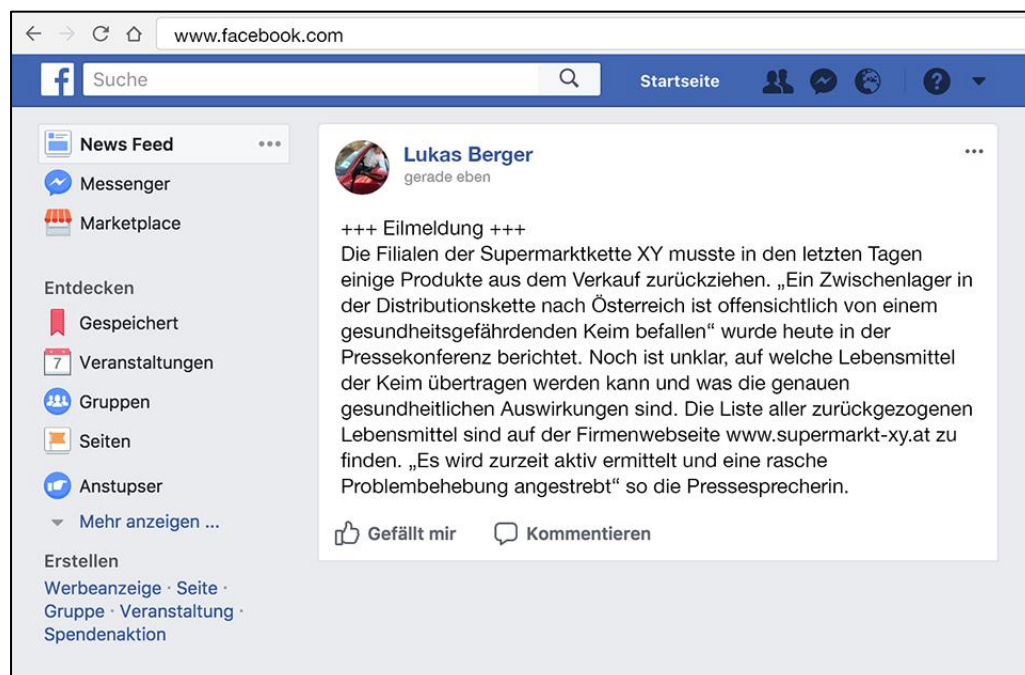 www.facebook.com
f Suche Startseite ?
News Feed
Messenger
Marketplace
Entdecken
Gespeichert
7 Veranstaltungen
Gruppen
Seiten
Anstupser
Mehr anzeigen ...
Erstellen
Werbeanzeige · Seite ·
Gruppe · Veranstaltung ·
Spendenaktion
Lukas Berger
gerade eben
+++ Eilmeldung +++
Die Filialen der Supermarktkette XY musste in den letzten Tagen
einige Produkte aus dem Verkauf zurückziehen. „Ein Zwischenlager in
der Distributionskette nach Österreich ist offensichtlich von einem
gesundheitsgefährdenden Keim befallen“ wurde heute in der
Pressekonferenz berichtet. Noch ist unklar, auf welche Lebensmittel
der Keim übertragen werden kann und was die genauen
gesundheitlichen Auswirkungen sind. Die Liste aller zurückgezogenen
Lebensmittel sind auf der Firmenwebseite www.supermarkt-xy.at zu
finden. „Es wird zurzeit aktiv ermittelt und eine rasche
Problembehebung angestrebt“ so die Pressesprecherin.
Gefällt mir Kommentieren